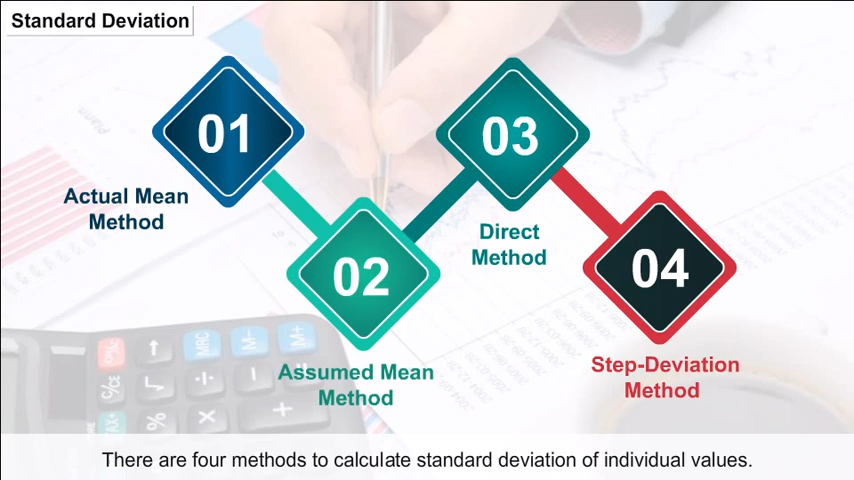 Standard Deviation
01
Actual Mean
Method
02
Assumed Mean
Method
03
Direct
Method
04
Step-Deviation
Method
MRC
M-
M+
There are four methods to calculate standard deviation of individual values.